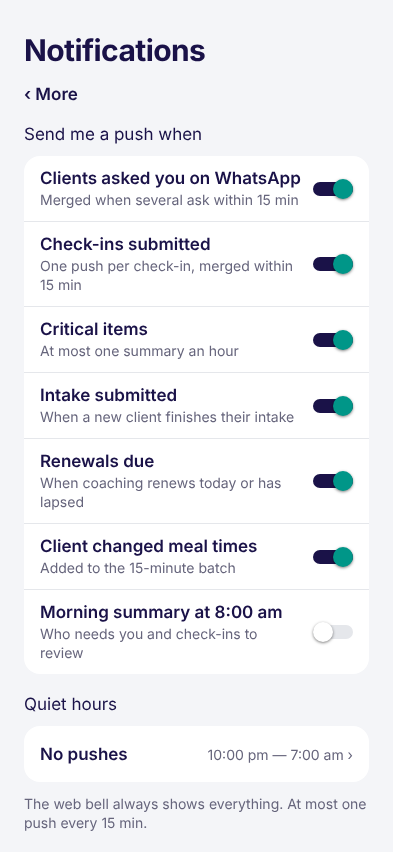 Notifications
‹ More
Send me a push when
Clients asked you on WhatsApp
Merged when several ask within 15 min
Check-ins submitted
One push per check-in, merged within
15 min
Critical items
At most one summary an hour
Intake submitted
When a new client finishes their intake
Renewals due
When coaching renews today or has
lapsed
Client changed meal times
Added to the 15-minute batch
Morning summary at 8:00 am
Who needs you and check-ins to
review
Quiet hours
No pushes
10:00 pm — 7:00 am ›
The web bell always shows everything. At most one
push every 15 min.